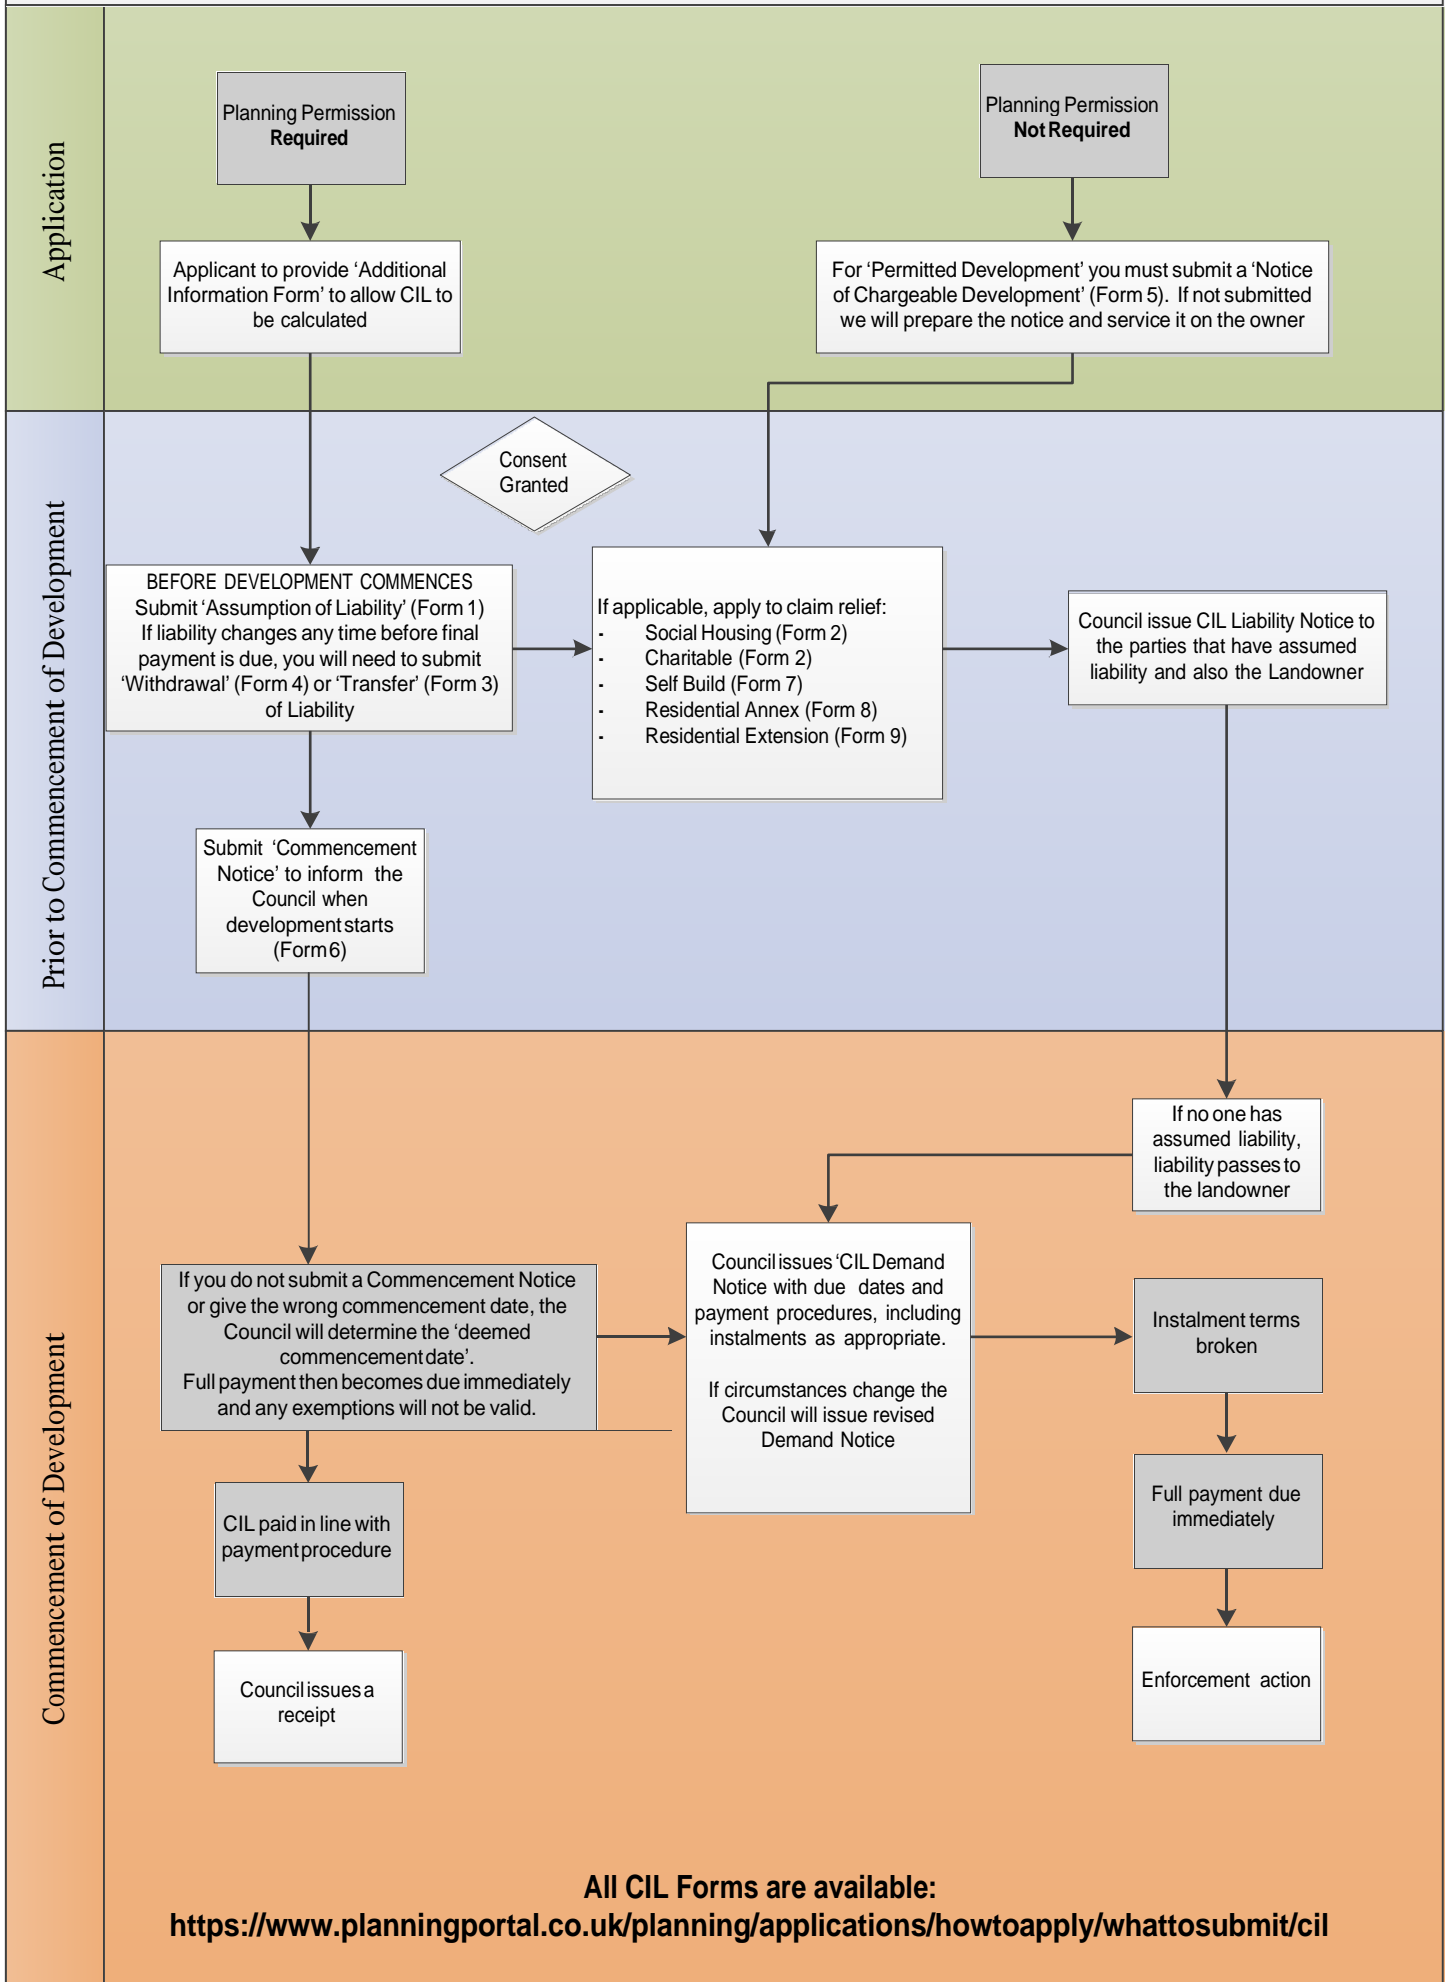 Application
Planning Permission
Required
Planning Permission
Not Required
Applicant to provide ‘Additional
Information Form’ to allow CIL to
be calculated
For ‘Permitted Development’ you must submit a ‘Notice
of Chargeable Development’ (Form 5). If not submitted
we will prepare the notice and service it on the owner
Prior to Commencement of Development
Consent
Granted
BEFORE DEVELOPMENT COMMENCES
Submit ‘Assumption of Liability’ (Form 1)
If liability changes any time before final
payment is due, you will need to submit
‘Withdrawal’ (Form 4) or ‘Transfer’ (Form 3)
of Liability
If applicable, apply to claim relief:
- Social Housing (Form 2)
- Charitable (Form 2)
- Self Build (Form 7)
- Residential Annex (Form 8)
- Residential Extension (Form 9)
Council issue CIL Liability Notice to
the parties that have assumed
liability and also the Landowner
Submit ‘Commencement
Notice’ to inform the
Council when
development starts
(Form 6)
Commencement of Development
If no one has
assumed liability,
liability passes to
the landowner
If you do not submit a Commencement Notice
or give the wrong commencement date, the
Council will determine the ‘deemed
commencement date’.
Full payment then becomes due immediately
and any exemptions will not be valid.
Council issues ‘CIL Demand
Notice with due dates and
payment procedures, including
instalments as appropriate.
If circumstances change the
Council will issue revised
Demand Notice
Instalment terms
broken
CIL paid in line with
payment procedure
Full payment due
immediately
Council issues a
receipt
Enforcement action
All CIL Forms are available:
https://www.planningportal.co.uk/planning/applications/howtoapply/whattosubmit/cil